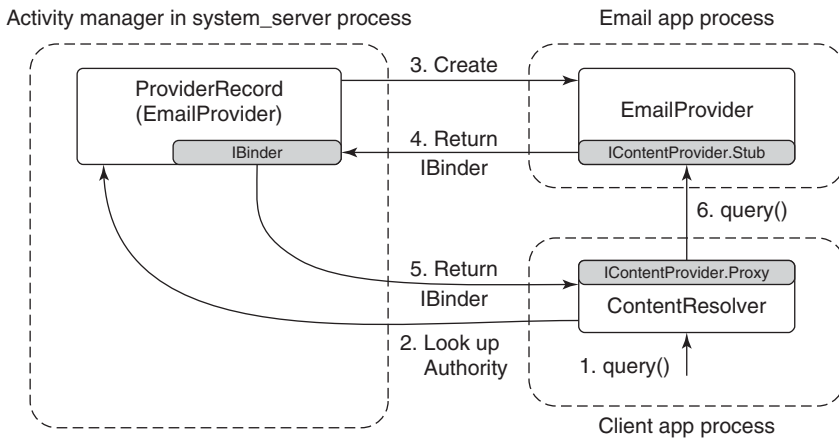 Activity manager in system_server process
Email app process
ProviderRecord
(EmailProvider)
IBinder
3. Create
EmailProvider
IContentProvider.Stub
4. Return
IBinder
6. query()
5. Return
IBinder
IContentProvider.Proxy
ContentResolver
2. Look up
Authority
1. query()
Client app process